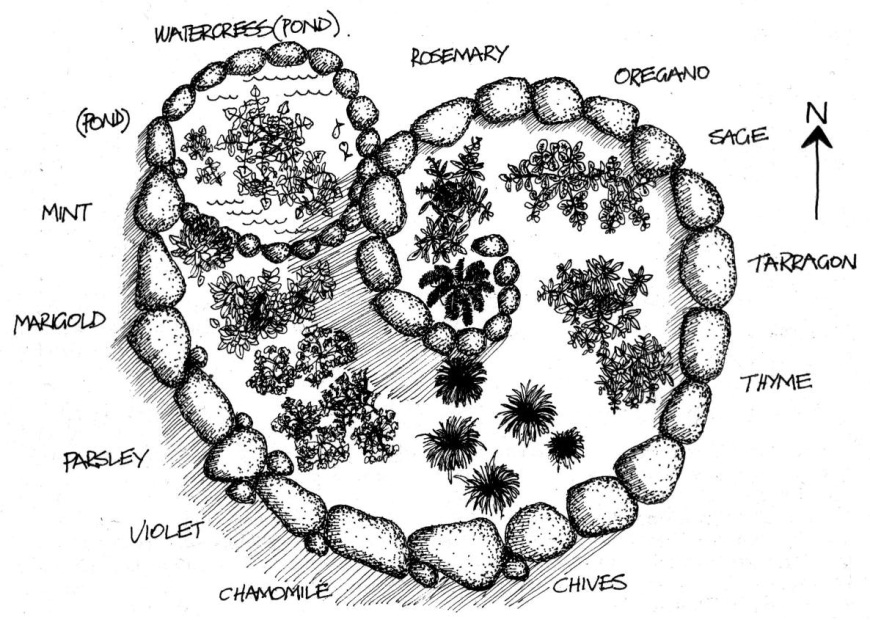 WATERCRESS (POND).
ROSEMARY
OREGANO
(POND)
N
SAGE
MINT
TARRAGON
MARIGOLD
THYME
PARSLEY
VIOLET
CHAMOMILE
CHIVES